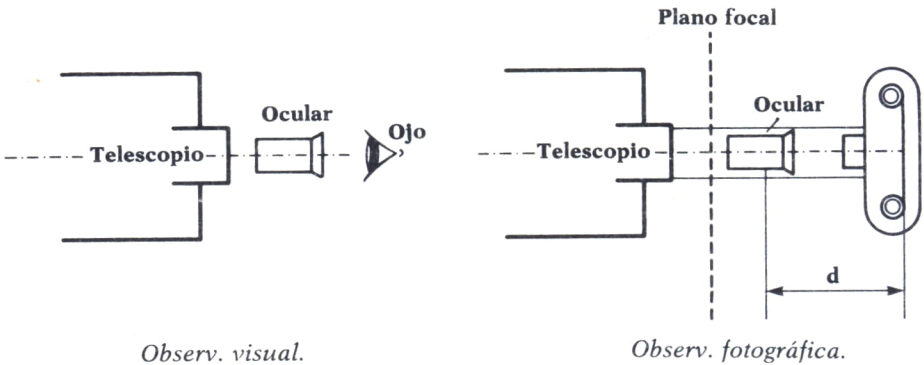 Plano focal
Ocular
Ojo
Telescopio
Ocular
Telescopio
d
Observ. visual.
Observ. fotográfica.